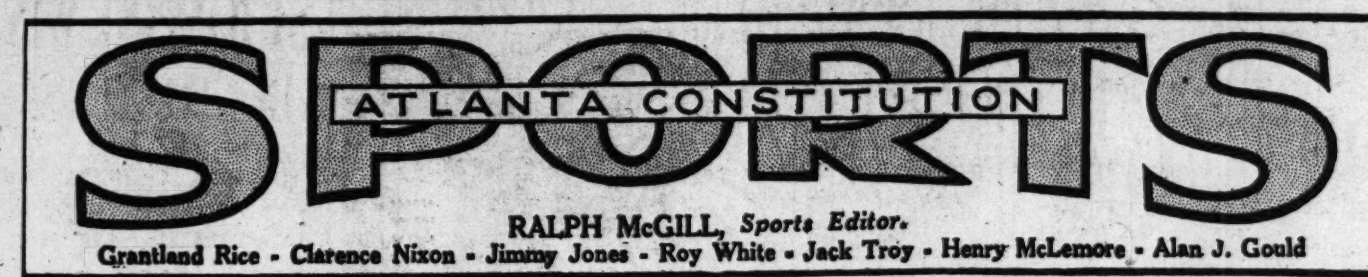 SPORTS
ATLANTA CONSTITUTION
RALPH McGILL, Sports Editor.
Grantland Rice - Clarence Nixon - Jimmy Jones - Roy White - Jack Troy - Henry McLemore - Alan J. Gould